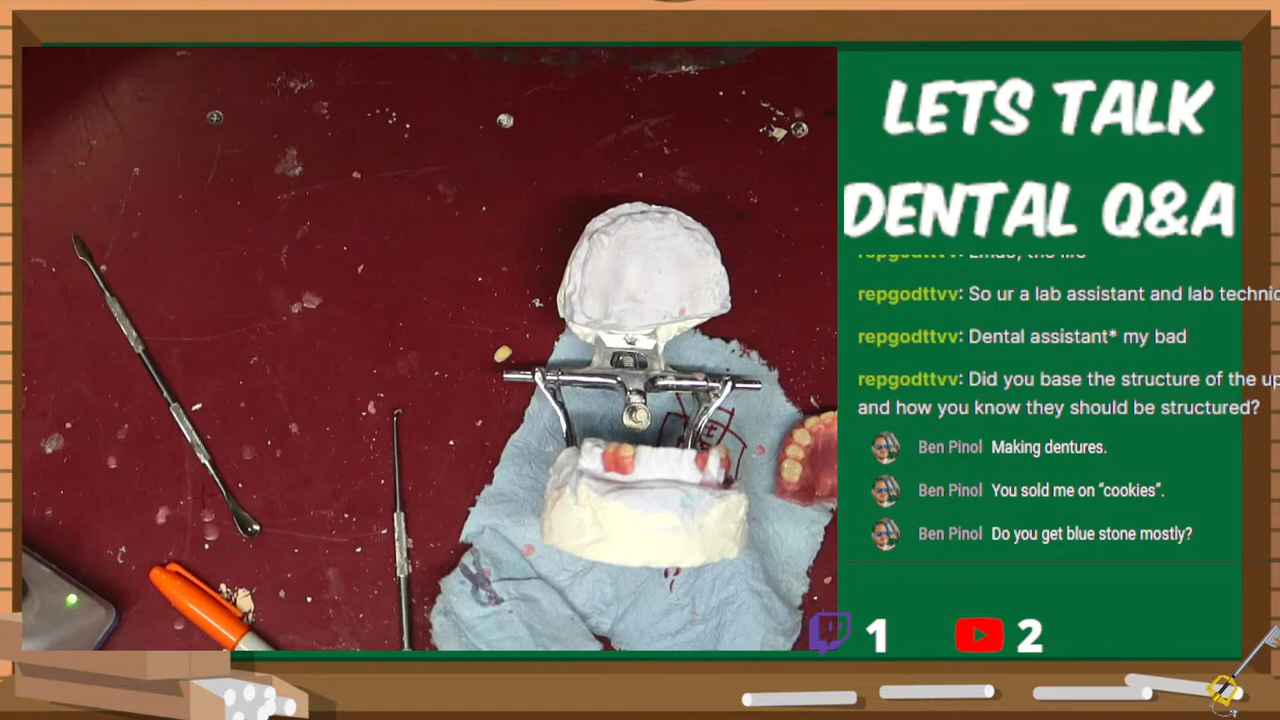 LETS TALK
DENTAL Q&A
repgodttvv: So ur a lab assistant and lab
repgodttvv: Dental assistant* my bad
repgodttvv: Did you base the structure of the
and how you know they should be structured?
Ben Pinol Making dentures.
Ben Pinol You sold me on “cookies”.
Ben Pinol Do you get blue stone mostly?
1 2